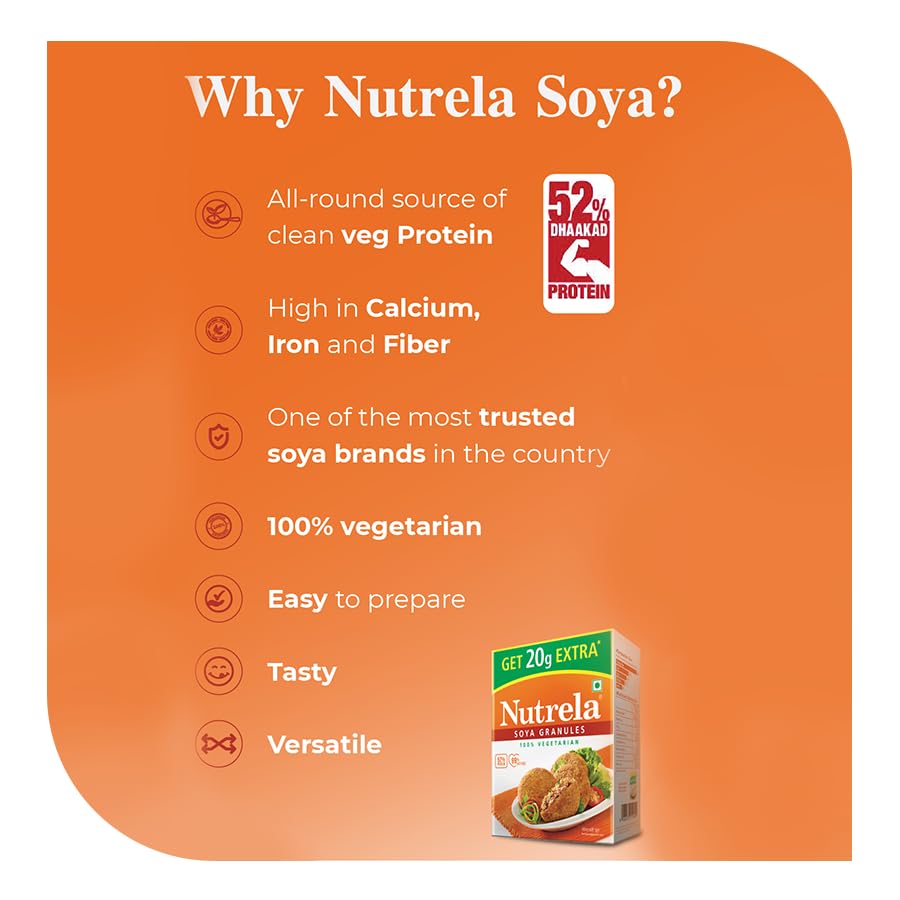 Why Nutrela Soya?
All-round source of
clean veg Protein
52%
DHAAKAD
PROTEIN
High in Calcium,
Iron and Fiber
One of the most trusted
soya brands in the country
100% vegetarian
Easy to prepare
Tasty
Versatile
GET 20g EXTRA*
Nutrela
SOYA GRANULES
100% VEGETARIAN